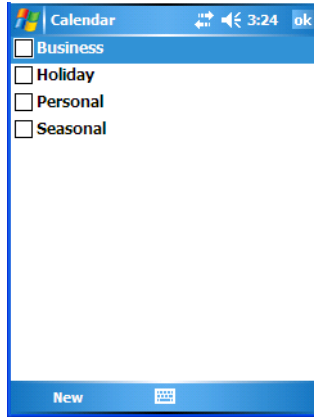 Calendar 3:24 ok
Business
Holiday
Personal
Seasonal
New